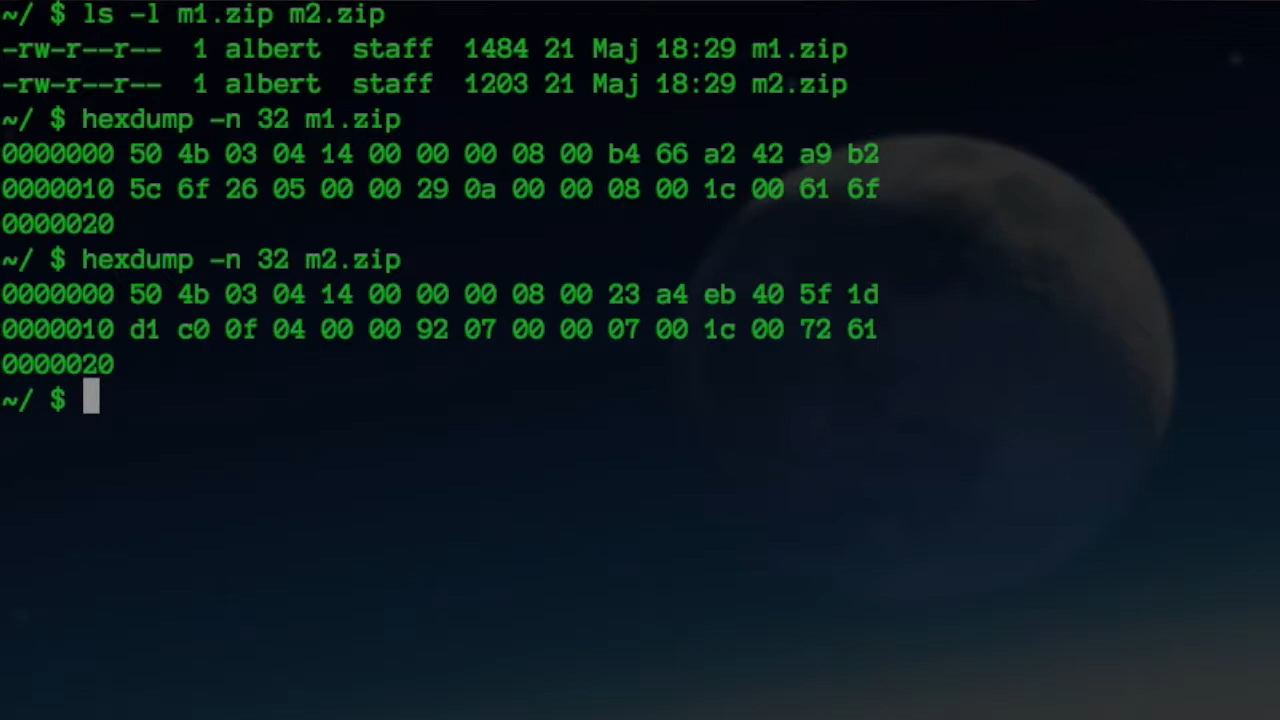 ~/ $ ls -l m1.zip m2.zip
-rw-r--r--  1 albert  staff  1484 21 Maj 18:29 m1.zip
-rw-r--r--  1 albert  staff  1203 21 Maj 18:29 m2.zip
~/ $ hexdump -n 32 m1.zip
0000000 50 4b 03 04 14 00 00 00 08 00 b4 66 a2 42 a9 b2
0000010 5c 6f 26 05 00 00 29 0a 00 00 08 00 1c 00 61 6f
0000020
~/ $ hexdump -n 32 m2.zip
0000000 50 4b 03 04 14 00 00 00 08 00 23 a4 eb 40 5f 1d
0000010 d1 c0 0f 04 00 00 92 07 00 00 07 00 1c 00 72 61
0000020
~/ $